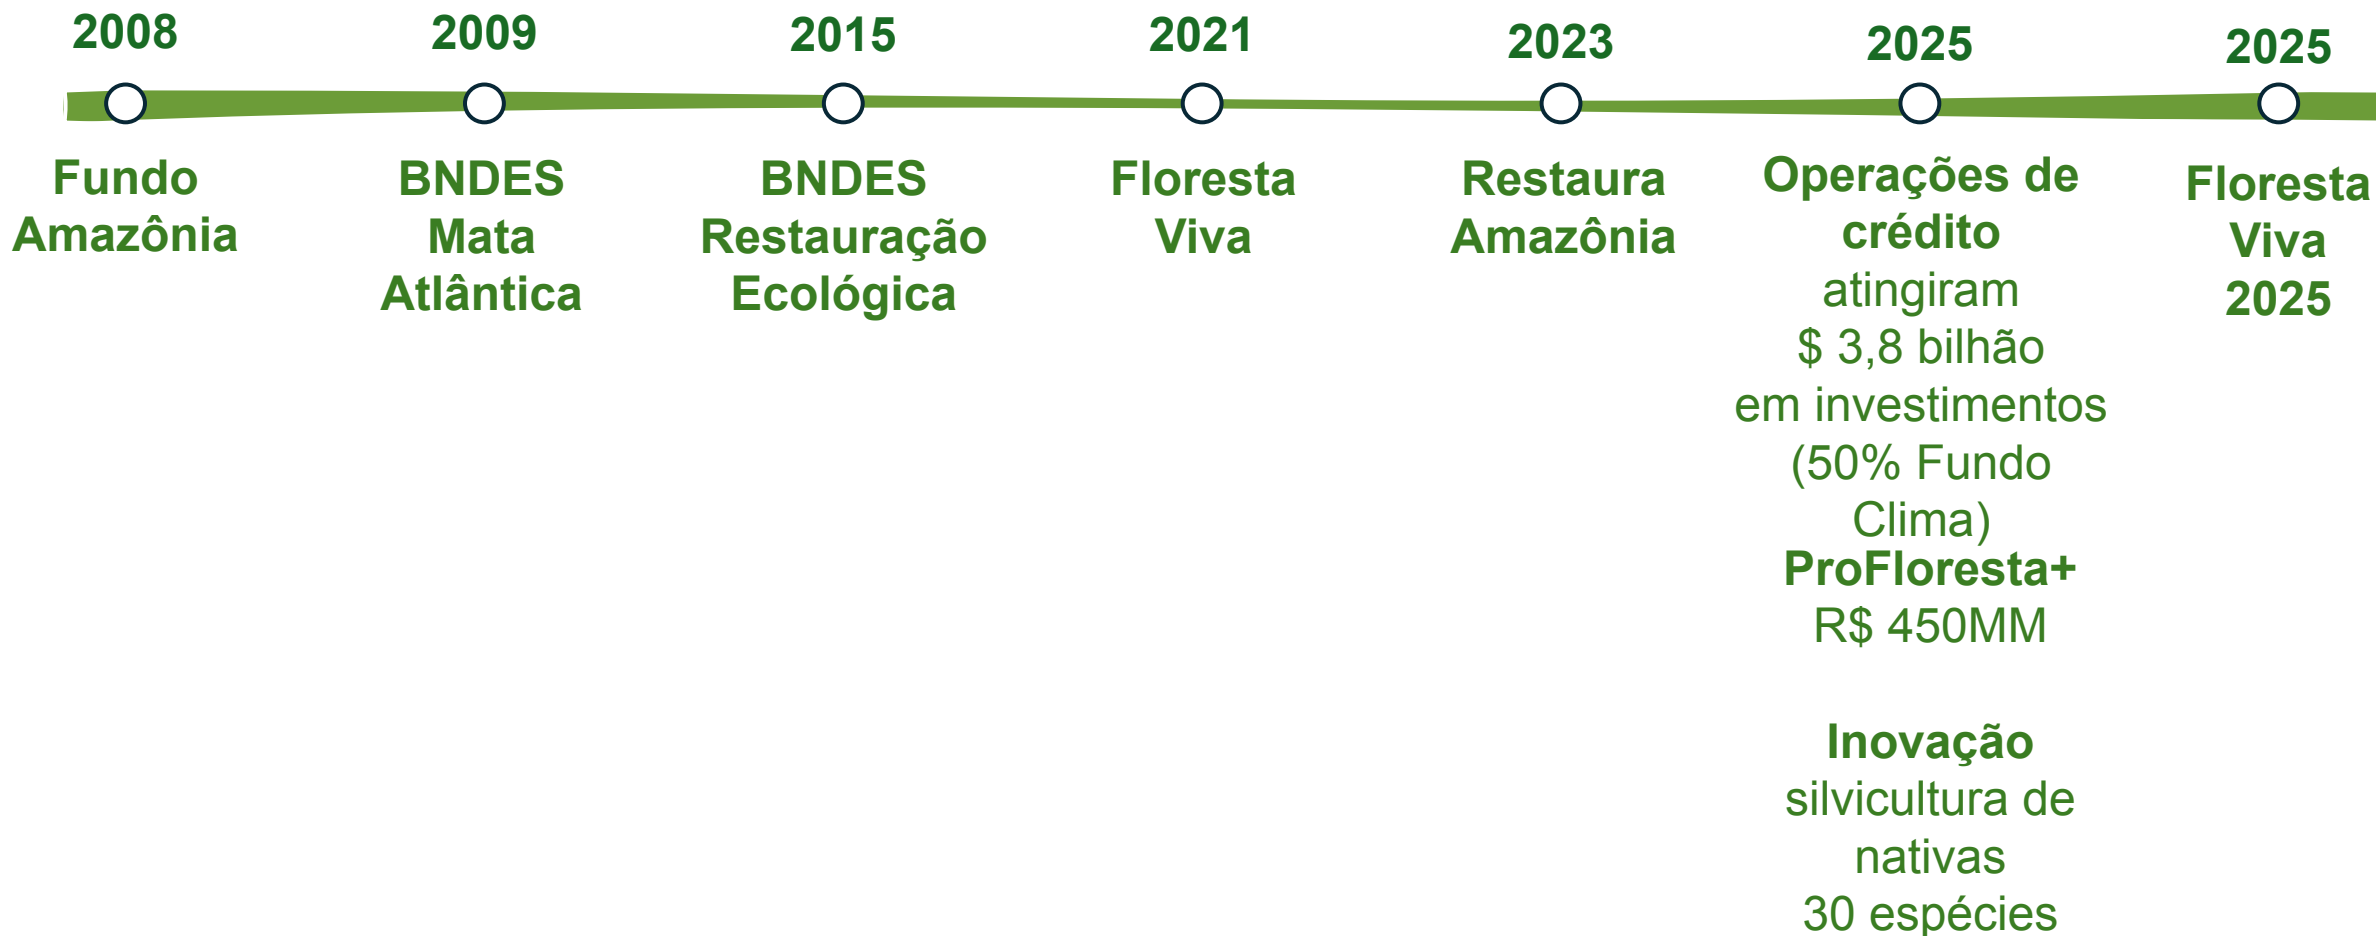 2008
Fundo
Amazônia
2009
BNDES
Mata
Atlântica
2015
BNDES
Restauração
Ecológica
2021
Floresta
Viva
2023
Restaura
Amazônia
2025
Operações de
crédito
atingiram
$ 3,8 bilhão
em investimentos
(50% Fundo
Clima)
ProFloresta+
R$ 450MM
Inovação
silvicultura de
nativas
30 espécies
2025
Floresta
Viva
2025